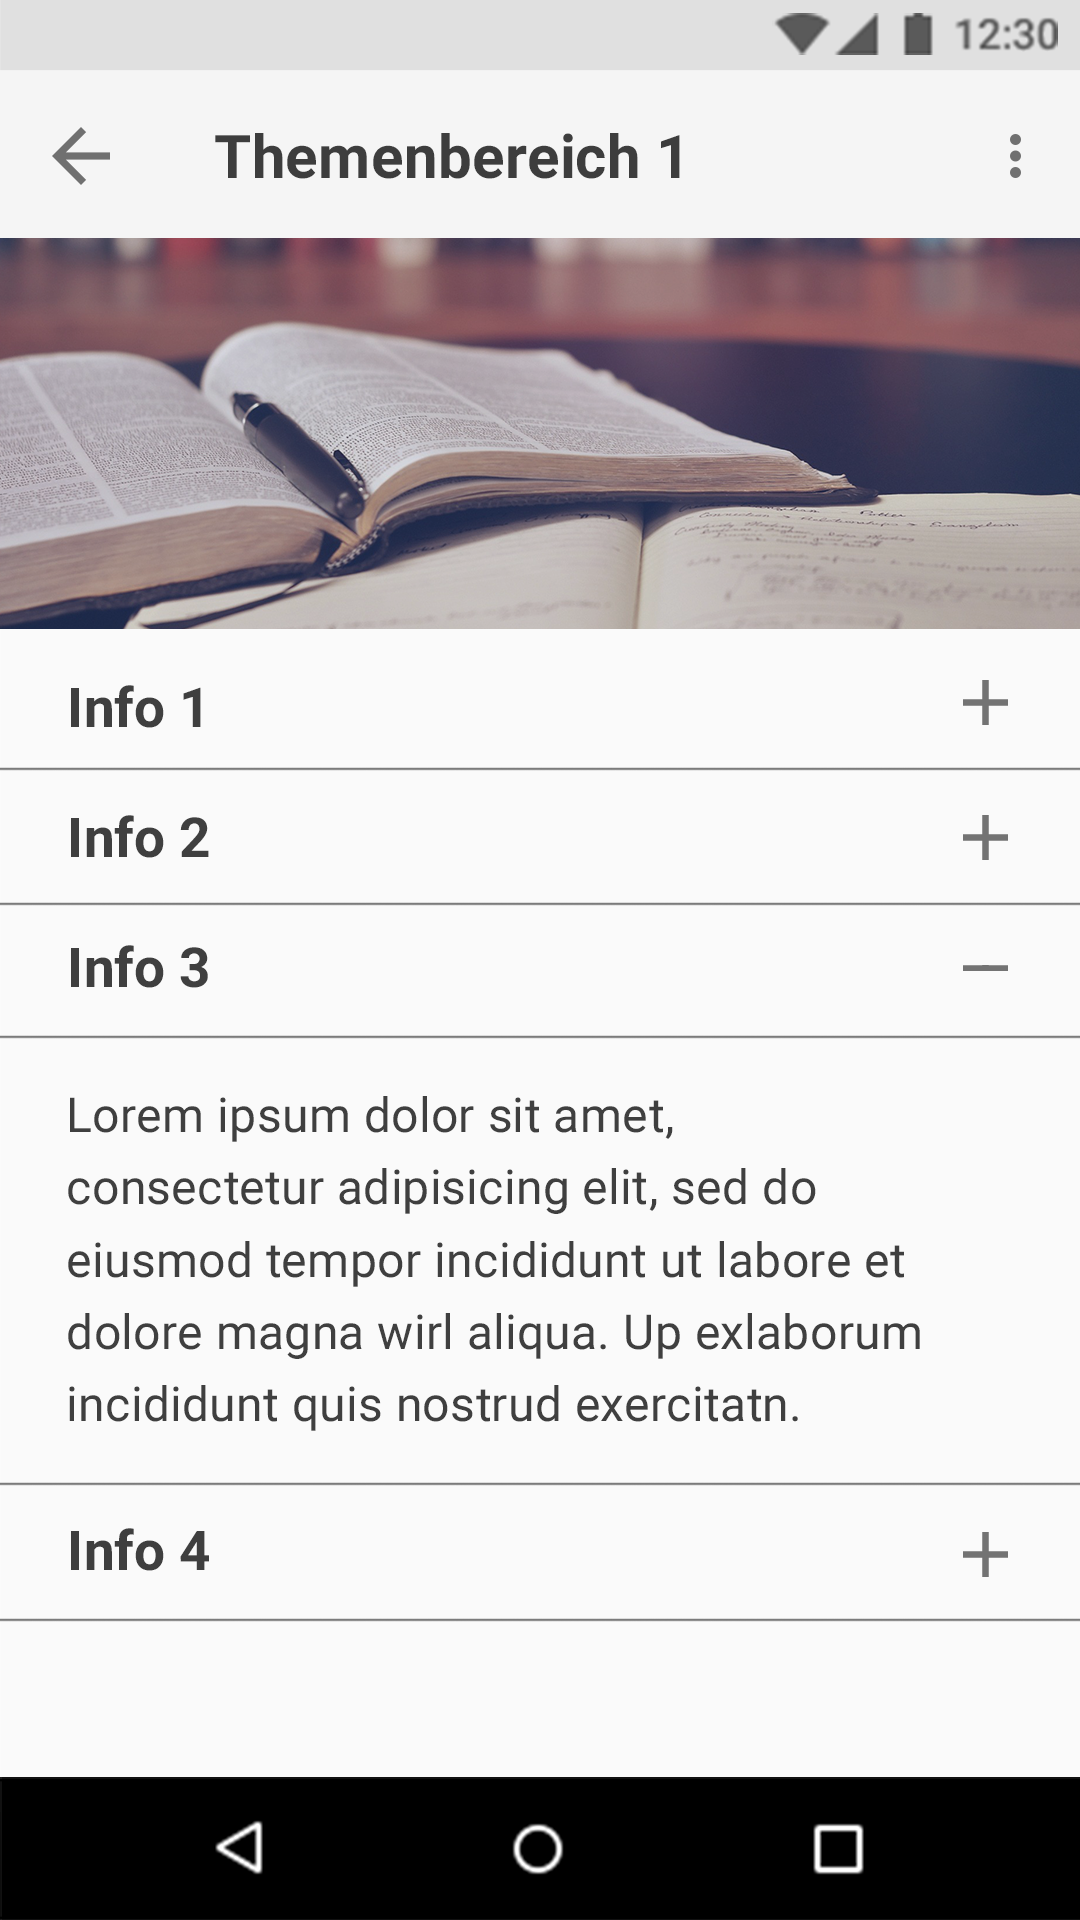 12:30
Themenbereich 1
Info 1
Info 2
Info 3
Lorem ipsum dolor sit amet,
consectetur adipisicing elit, sed do
eiusmod tempor incididunt ut labore et
dolore magna wirl aliqua. Up exlaborum
incididunt quis nostrud exercitatn.
Info 4